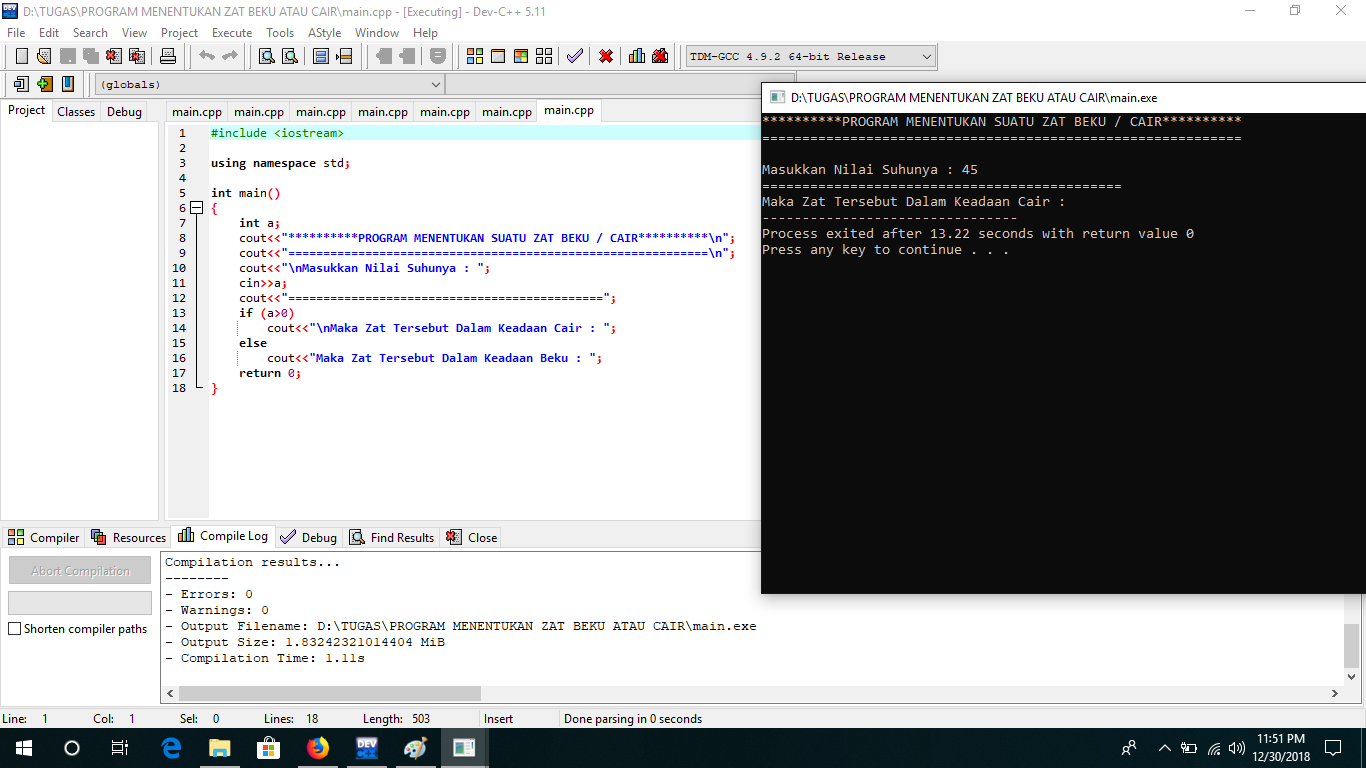 D:\TUGAS\PROGRAM MENENTUKAN ZAT BEKU ATAU CAIR\main.cpp - [Executing] - Dev-C++ 5.11
File Edit Search View Project Execute Tools AStyle Window Help
TDM-GCC 4.9.2 64-bit Release
(globals)
Project Classes Debug
main.cpp main.cpp main.cpp main.cpp main.cpp main.cpp main.cpp
1 #include <iostream>
2
3 using namespace std;
4
5 int main()
6 {
7 int a;
8 cout<<"**********PROGRAM MENENTUKAN SUATU ZAT BEKU / CAIR**********\n";
9 cout<<"============================================================\n";
10 cout<<"\nMasukkan Nilai Suhunya : ";
11 cin>>a;
12 cout<<"=============================================";
13 if (a>0)
14 cout<<"\nMaka Zat Tersebut Dalam Keadaan Cair : ";
15 else
16 cout<<"Maka Zat Tersebut Dalam Keadaan Beku : ";
17 return 0;
18 }
D:\TUGAS\PROGRAM MENENTUKAN ZAT BEKU ATAU CAIR\main.exe
**********PROGRAM MENENTUKAN SUATU ZAT BEKU / CAIR**********
============================================================
Masukkan Nilai Suhunya : 45
=============================================
Maka Zat Tersebut Dalam Keadaan Cair :
--------------------------------
Process exited after 13.22 seconds with return value 0
Press any key to continue . . .
Compiler Resources Compile Log Debug Find Results Close
Abort Compilation
Shorten compiler paths
Compilation results...
--------
- Errors: 0
- Warnings: 0
- Output Filename: D:\TUGAS\PROGRAM MENENTUKAN ZAT BEKU ATAU CAIR\main.exe
- Output Size: 1.83242321014404 MiB
- Compilation Time: 1.11s
Line: 1 Col: 1 Sel: 0 Lines: 18 Length: 503 Insert Done parsing in 0 seconds
DEV
11:51 PM
12/30/2018